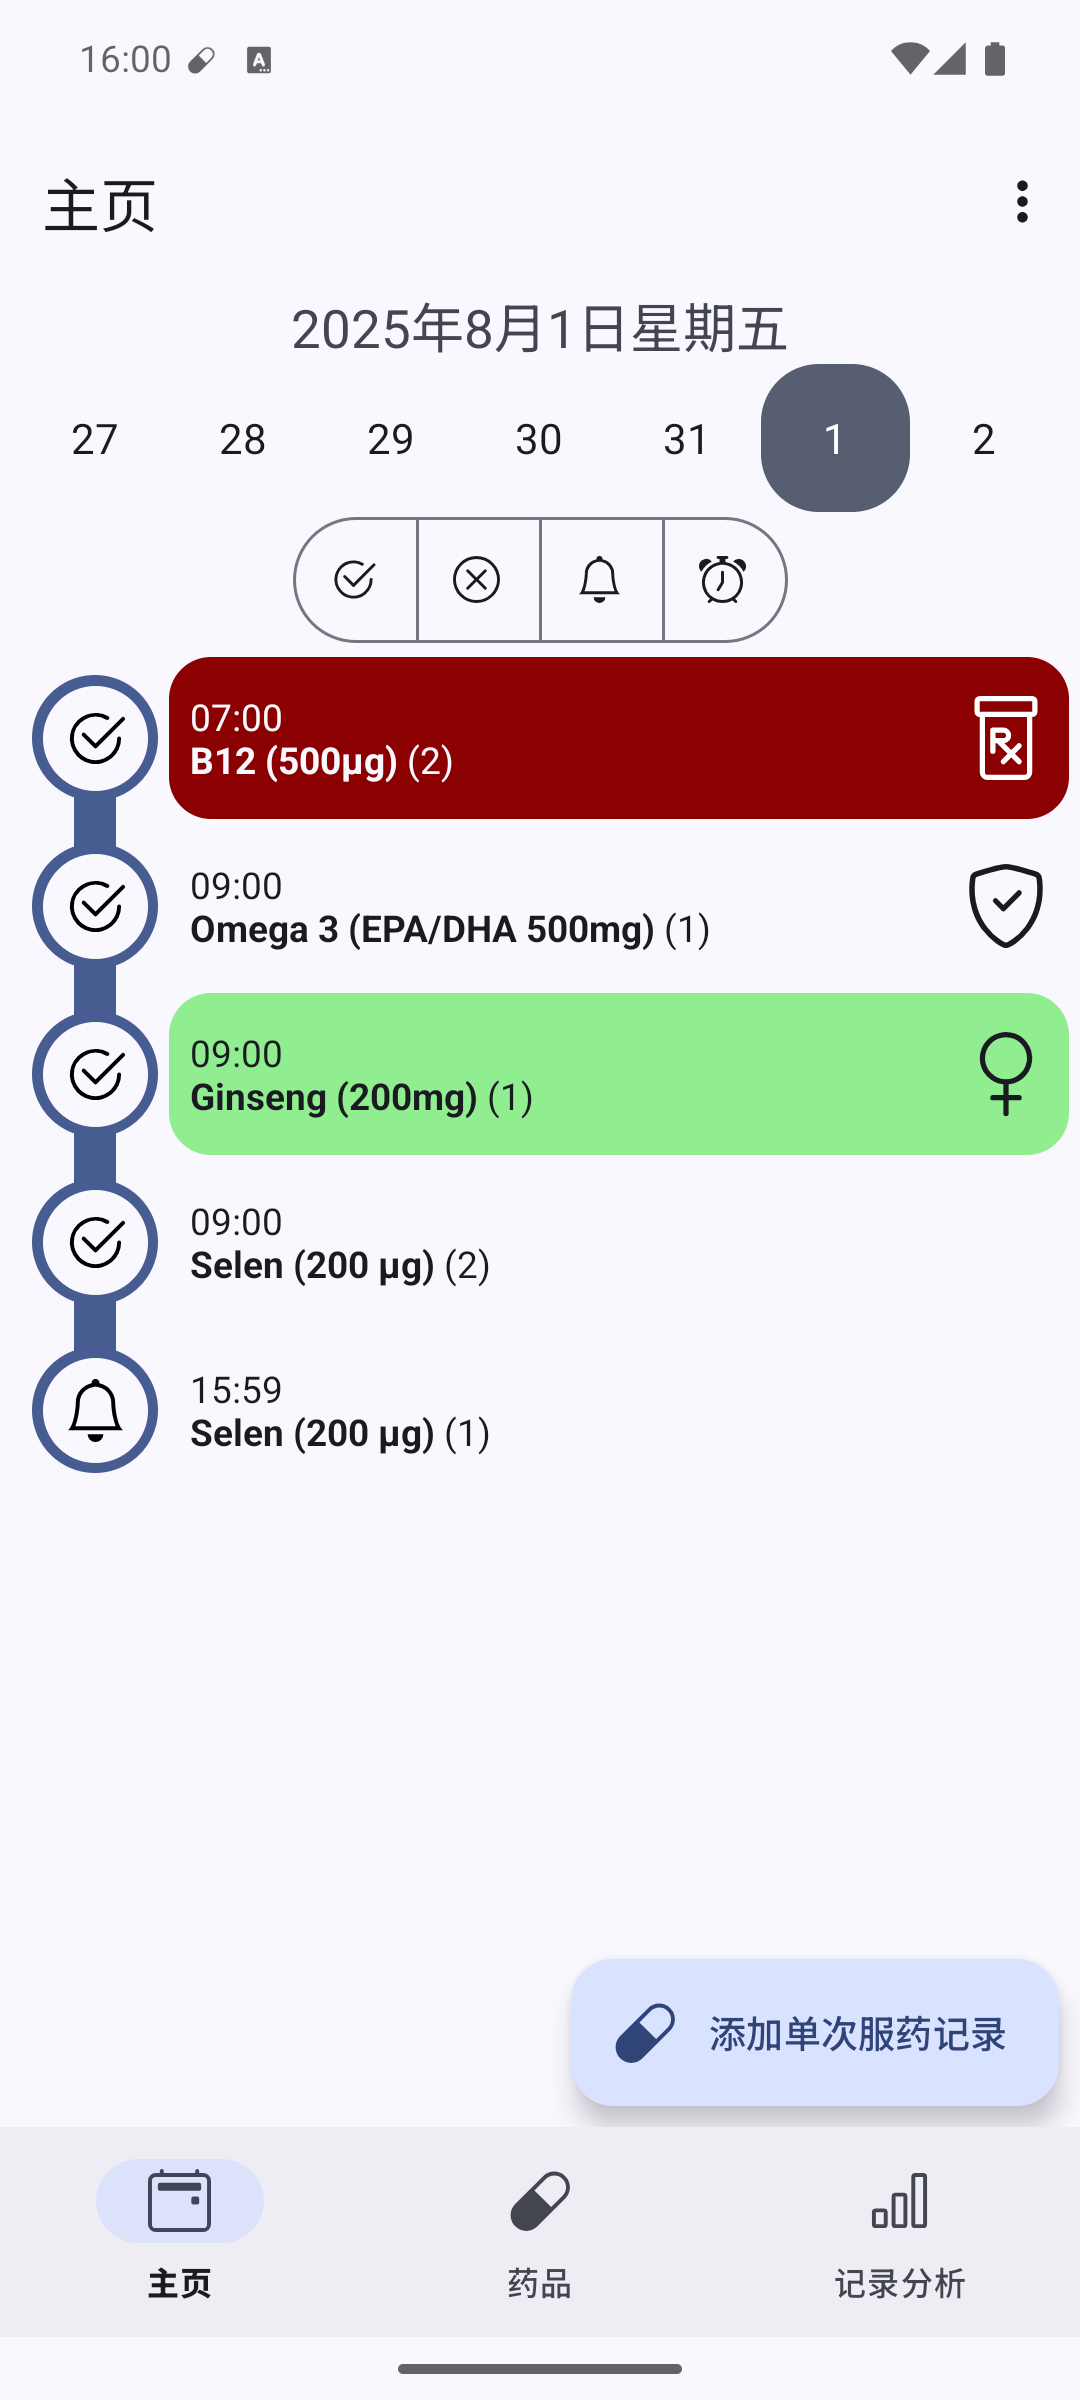 16:00
主页
2025年8月1日星期五
27 28 29 30 31 1 2
07:00
B12 (500µg) (2)
09:00
Omega 3 (EPA/DHA 500mg) (1)
09:00
Ginseng (200mg) (1)
09:00
Selen (200 µg) (2)
15:59
Selen (200 µg) (1)
添加单次服药记录
主页 药品 记录分析